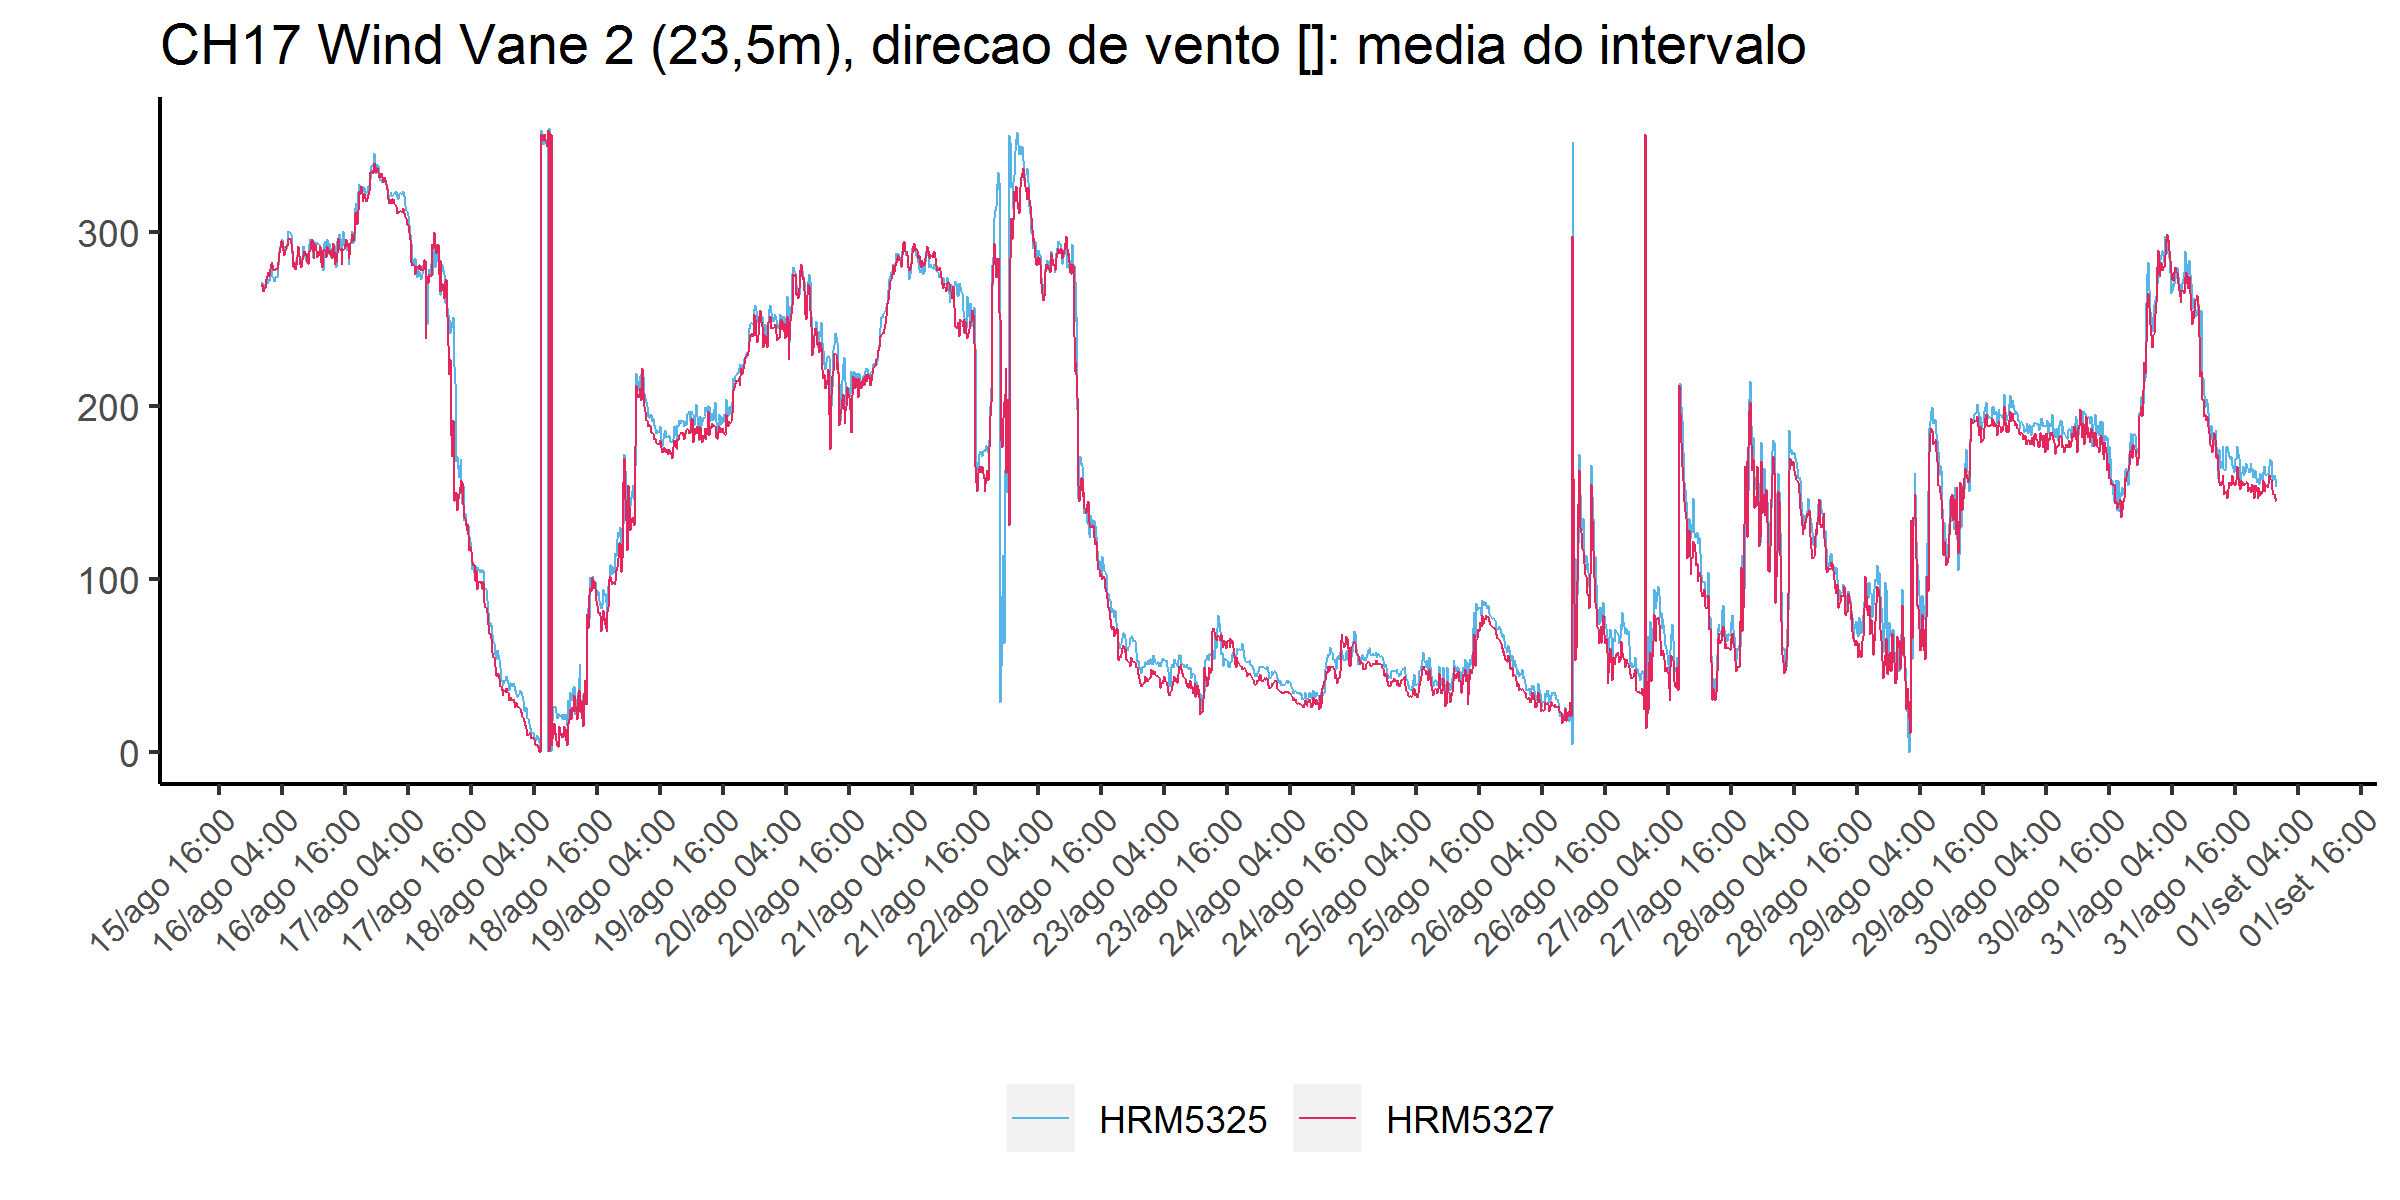 CH17 Wind Vane 2 (23,5m), direcao de vento []: media do intervalo
300
200
100
0
15/ago 16:00
16/ago 04:00
16/ago 16:00
17/ago 04:00
17/ago 16:00
18/ago 04:00
18/ago 16:00
19/ago 04:00
19/ago 16:00
20/ago 04:00
20/ago 16:00
21/ago 04:00
21/ago 16:00
22/ago 04:00
22/ago 16:00
23/ago 04:00
23/ago 16:00
24/ago 04:00
24/ago 16:00
25/ago 04:00
25/ago 16:00
26/ago 04:00
26/ago 16:00
27/ago 04:00
27/ago 16:00
28/ago 04:00
28/ago 16:00
29/ago 04:00
29/ago 16:00
30/ago 04:00
30/ago 16:00
31/ago 04:00
31/ago 16:00
01/set 04:00
01/set 16:00
HRM5325
HRM5327